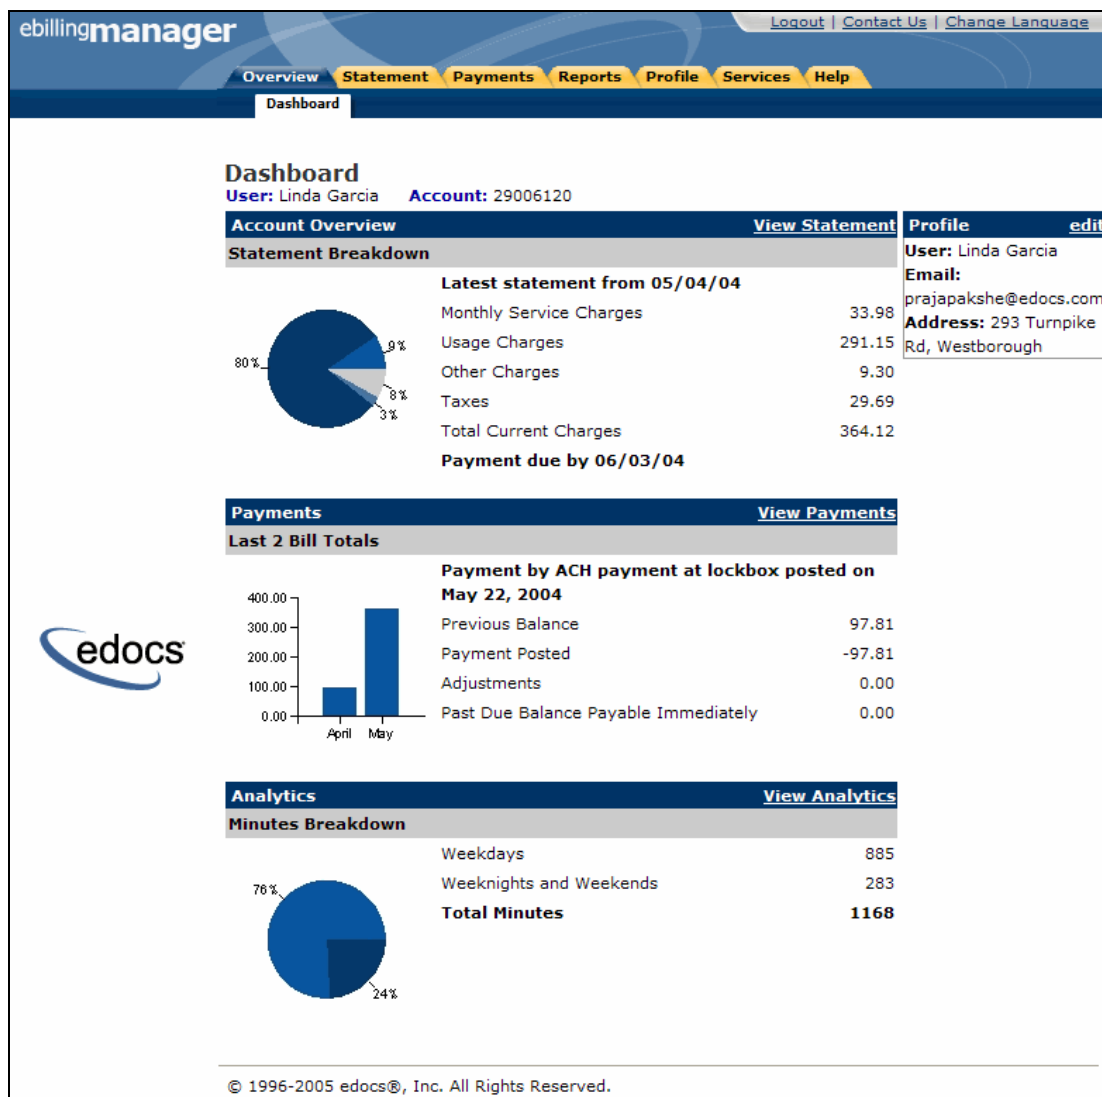 ebillingmanager
Logout | Contact Us | Change Language
Overview Statement Payments Reports Profile Services Help
Dashboard
Dashboard
User: Linda Garcia Account: 29006120
Account Overview View Statement
Statement Breakdown
80%
9%
8%
3%
Latest statement from 05/04/04
Monthly Service Charges 33.98
Usage Charges 291.15
Other Charges 9.30
Taxes 29.69
Total Current Charges 364.12
Payment due by 06/03/04
Profile edit
User: Linda Garcia
Email:
prajapakshe@edocs.com
Address: 293 Turnpike
Rd, Westborough
Payments View Payments
Last 2 Bill Totals
400.00
300.00
200.00
100.00
0.00
April May
Payment by ACH payment at lockbox posted on
May 22, 2004
Previous Balance 97.81
Payment Posted -97.81
Adjustments 0.00
Past Due Balance Payable Immediately 0.00
edocs
Analytics View Analytics
Minutes Breakdown
76%
24%
Weekdays 885
Weeknights and Weekends 283
Total Minutes 1168
© 1996-2005 edocs®, Inc. All Rights Reserved.